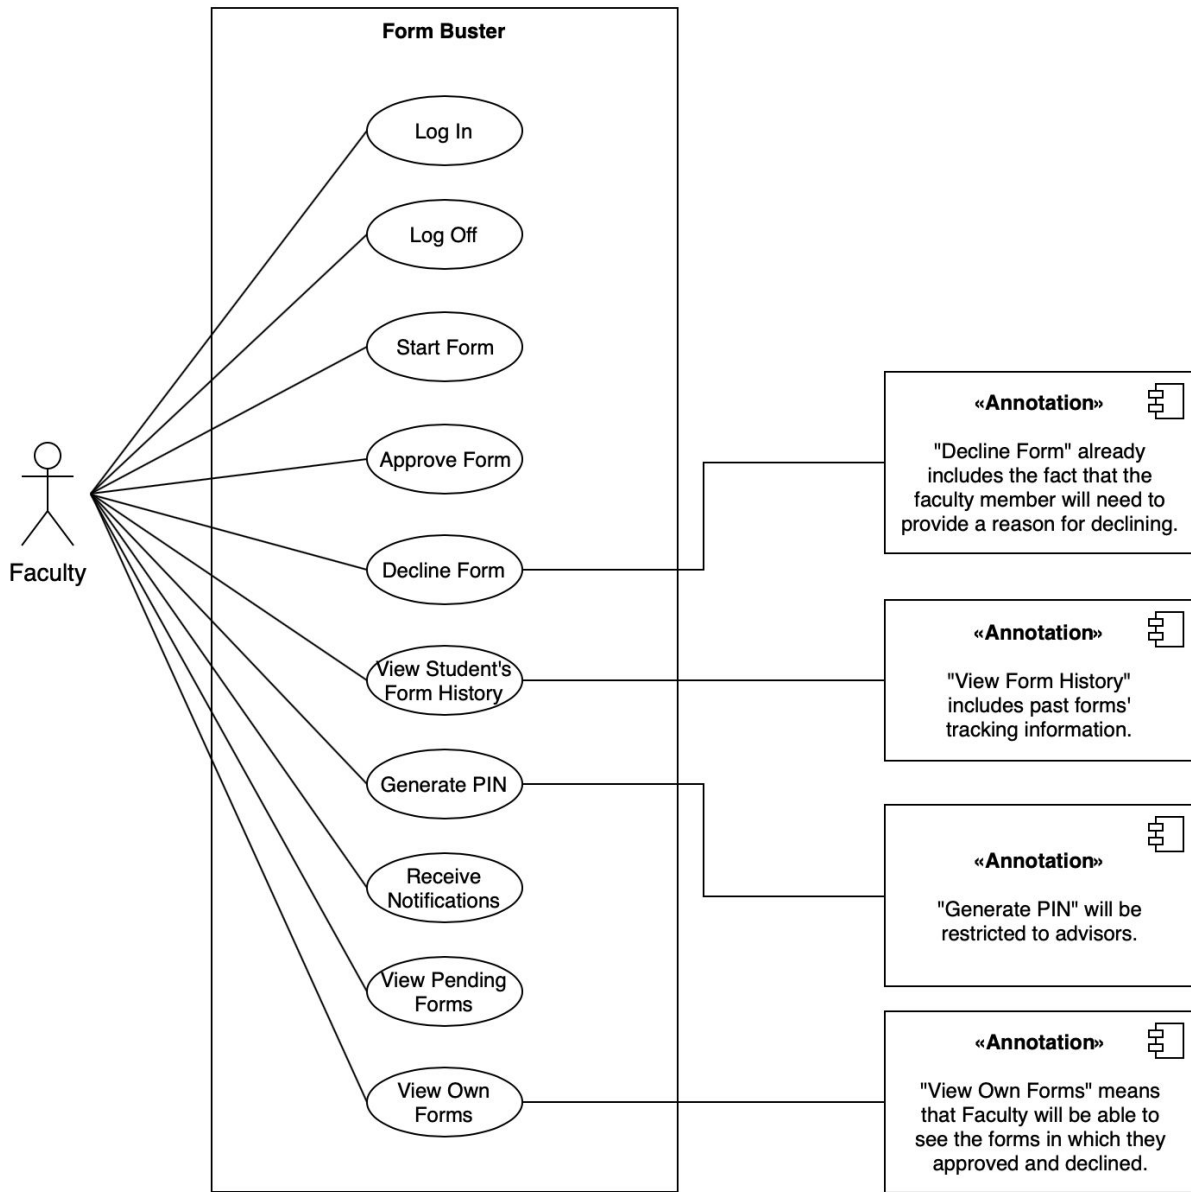 Form Buster
Log In
Log Off
Start Form
Approve Form
Decline Form
View Student's
Form History
Generate PIN
Receive
Notifications
View Pending
Forms
View Own
Forms
Faculty
«Annotation»
"Decline Form" already
includes the fact that the
faculty member will need to
provide a reason for declining.
«Annotation»
"View Form History"
includes past forms'
tracking information.
«Annotation»
"Generate PIN" will be
restricted to advisors.
«Annotation»
"View Own Forms" means
that Faculty will be able to
see the forms in which they
approved and declined.